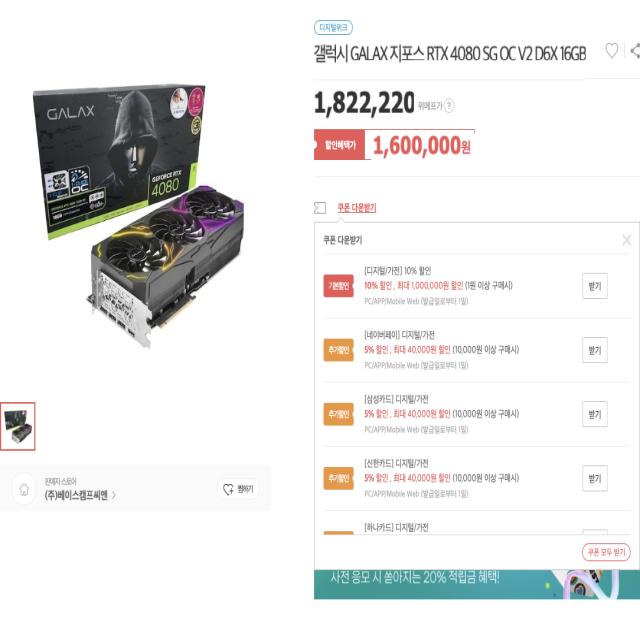 GALAX
GEFORCE RTX
4080
디지털위크
갤럭시 GALAX 지포스 RTX 4080 SG OC V2 D6X 16GB
1,822,220 위메프가 ?
할인혜택가 1,600,000원
쿠폰 다운받기
쿠폰 다운받기
[디지털/가전] 10% 할인
기본할인 10% 할인 , 최대 1,000,000원 할인 (1원 이상 구매시) 받기
PC/APP/Mobile Web (발급일로부터 1일)
[네이버페이] 디지털/가전
추가할인 5% 할인 , 최대 40,000원 할인 (10,000원 이상 구매시) 받기
PC/APP/Mobile Web (발급일로부터 1일)
[삼성카드] 디지털/가전
추가할인 5% 할인 , 최대 40,000원 할인 (10,000원 이상 구매시) 받기
PC/APP/Mobile Web (발급일로부터 1일)
[신한카드] 디지털/가전
추가할인 5% 할인 , 최대 40,000원 할인 (10,000원 이상 구매시) 받기
PC/APP/Mobile Web (발급일로부터 1일)
[하나카드] 디지털/가전
쿠폰 모두 받기
사전 응모 시 쏟아지는 20% 적립금 혜택!
판매자 스토어
(주)베이스캠프씨엔 >
찜하기